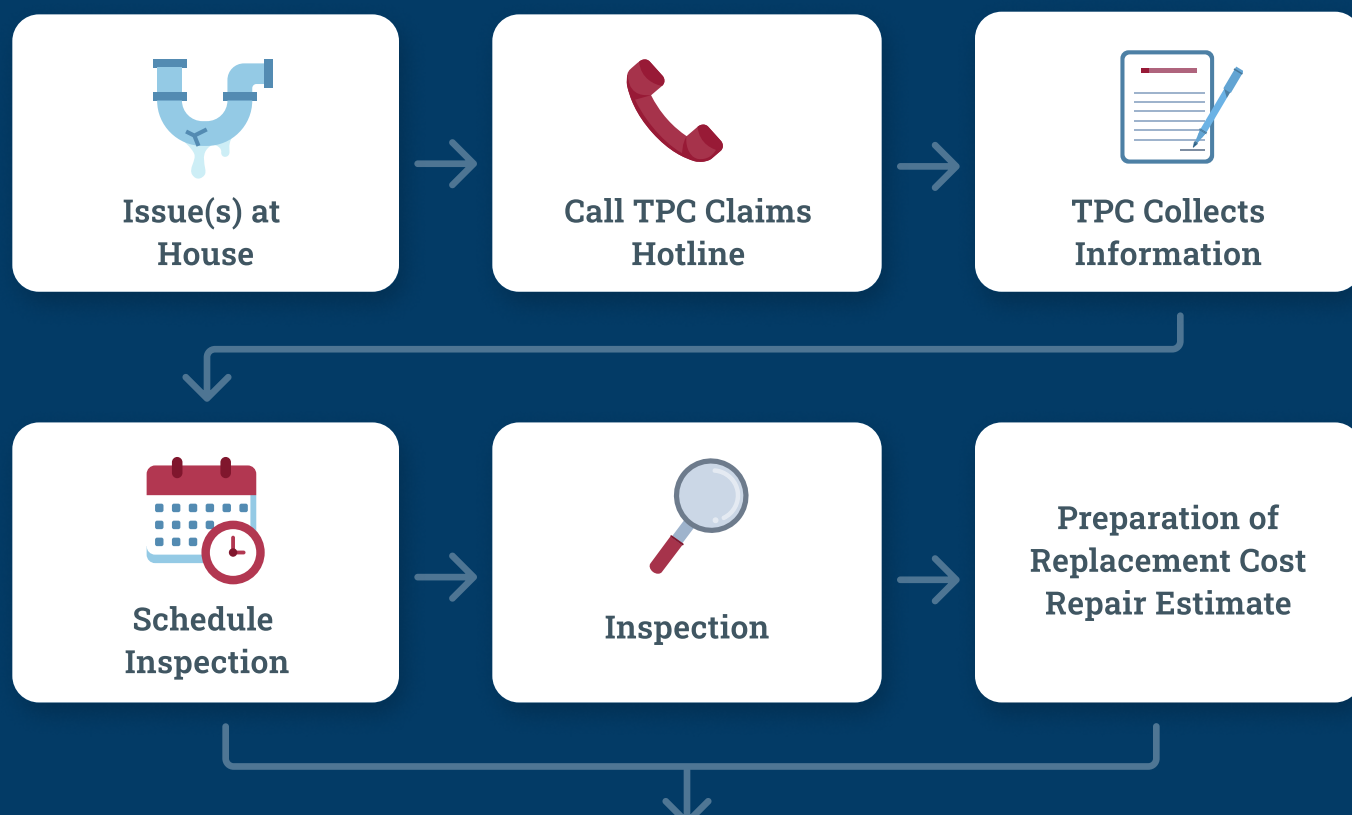 Issue(s) at
House
Call TPC Claims
Hotline
TPC Collects
Information
Schedule
Inspection
Inspection
Preparation of
Replacement Cost
Repair Estimate